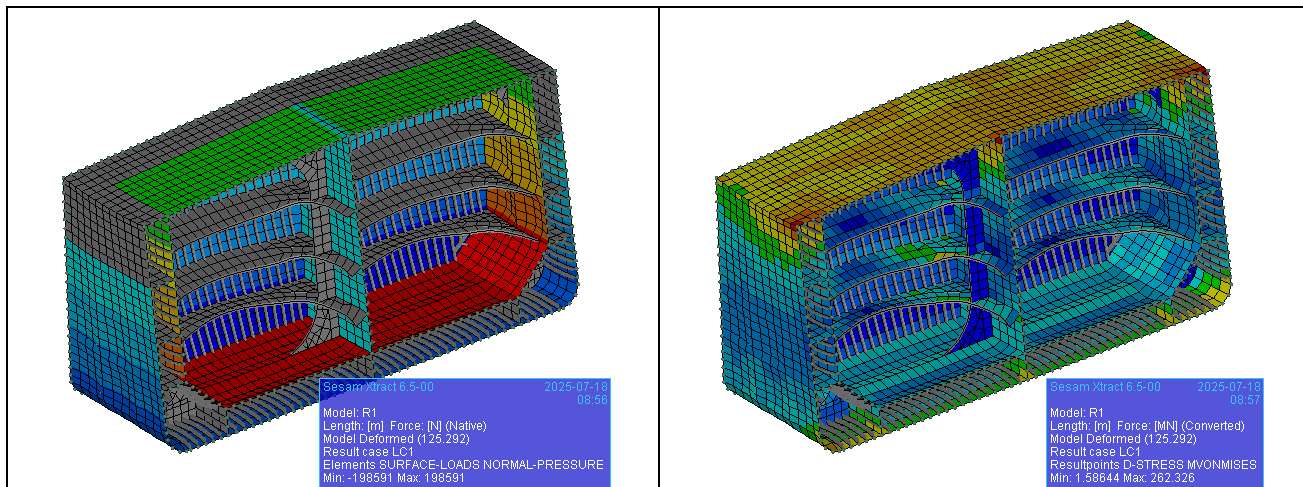 Sesam Xtract 6.5-00 2025-07-18
08:56
Model: R1
Length: [m] Force: [N] (Native)
Model Deformed (125.292)
Result case LC1
Elements SURFACE-LOADS NORMAL-PRESSURE
Min: -198591 Max: 198591
Sesam Xtract 6.5-00 2025-07-18
08:57
Model: R1
Length: [m] Force: [MN] (Converted)
Model Deformed (125.292)
Result case LC1
Resultpoints D-STRESS MVONMISES
Min: 1.58644 Max: 262.326